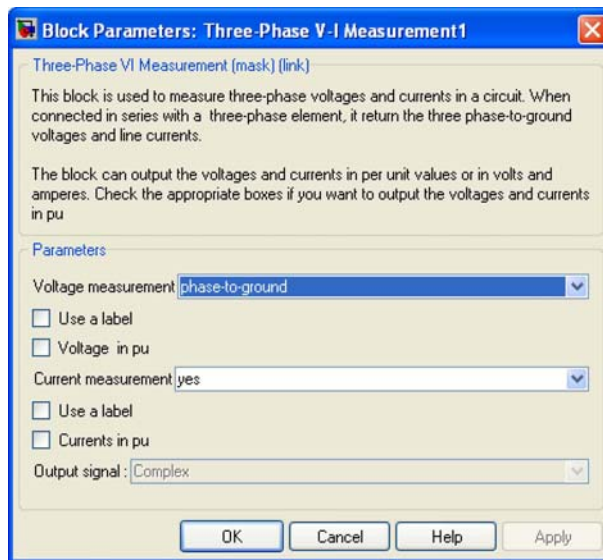 Block Parameters: Three-Phase V-I Measurement1
Three-Phase VI Measurement (mask) (link)
This block is used to measure three-phase voltages and currents in a circuit. When
connected in series with a three-phase element, it return the three phase-to-ground
voltages and line currents.
The block can output the voltages and currents in per unit values or in volts and
amperes. Check the appropriate boxes if you want to output the voltages and currents
in pu
Parameters
Voltage measurement phase-to-ground
Use a label
Voltage in pu
Current measurement yes
Use a label
Currents in pu
Output signal : Complex
OK Cancel Help Apply